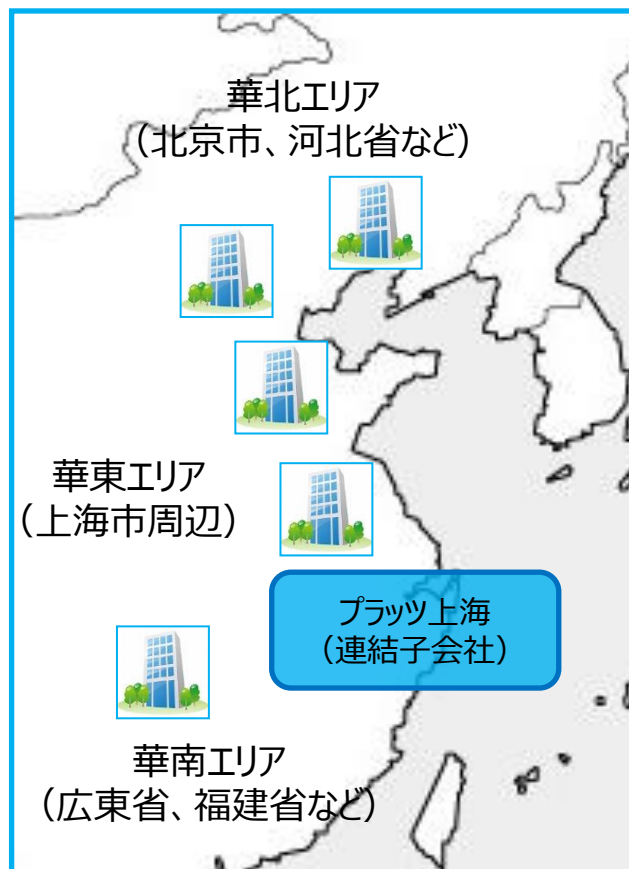 華北エリア
（北京市、河北省など）
華東エリア
（上海市周辺）
プラッツ上海
（連結子会社）
華南エリア
（広東省、福建省など）